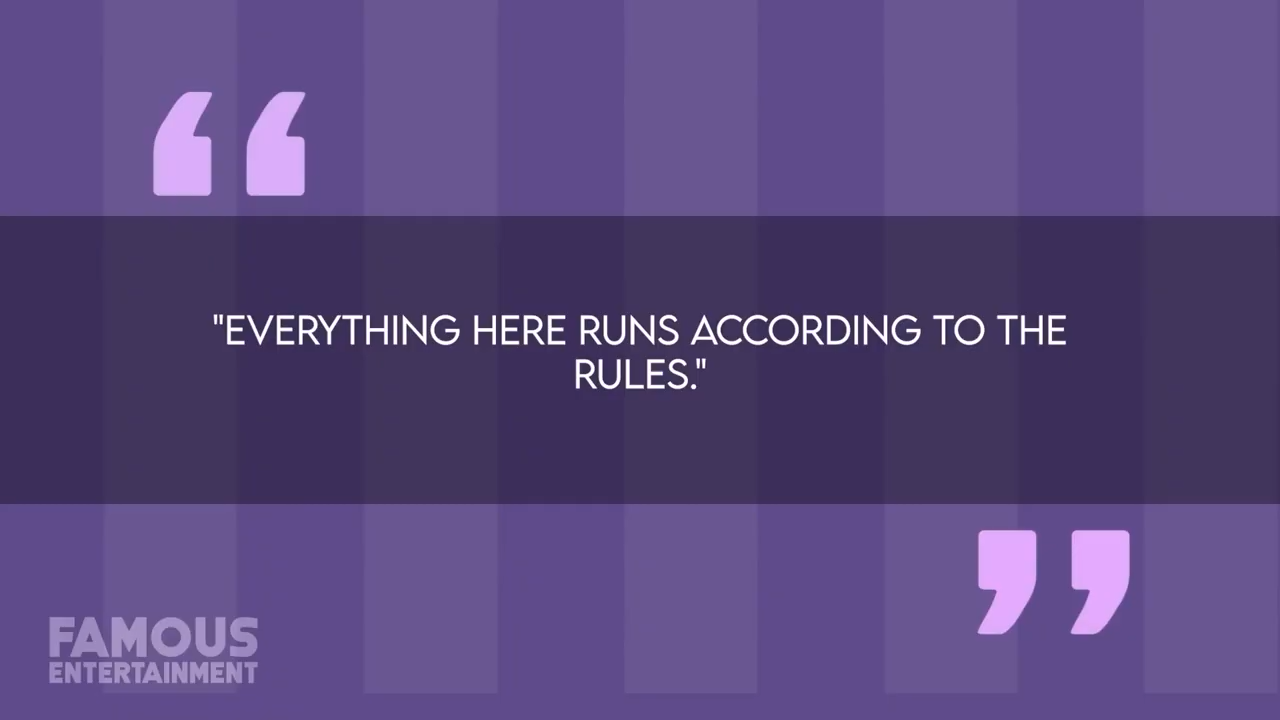 "EVERYTHING HERE RUNS ACCORDING TO THE
RULES."
FAMOUS
ENTERTAINMENT